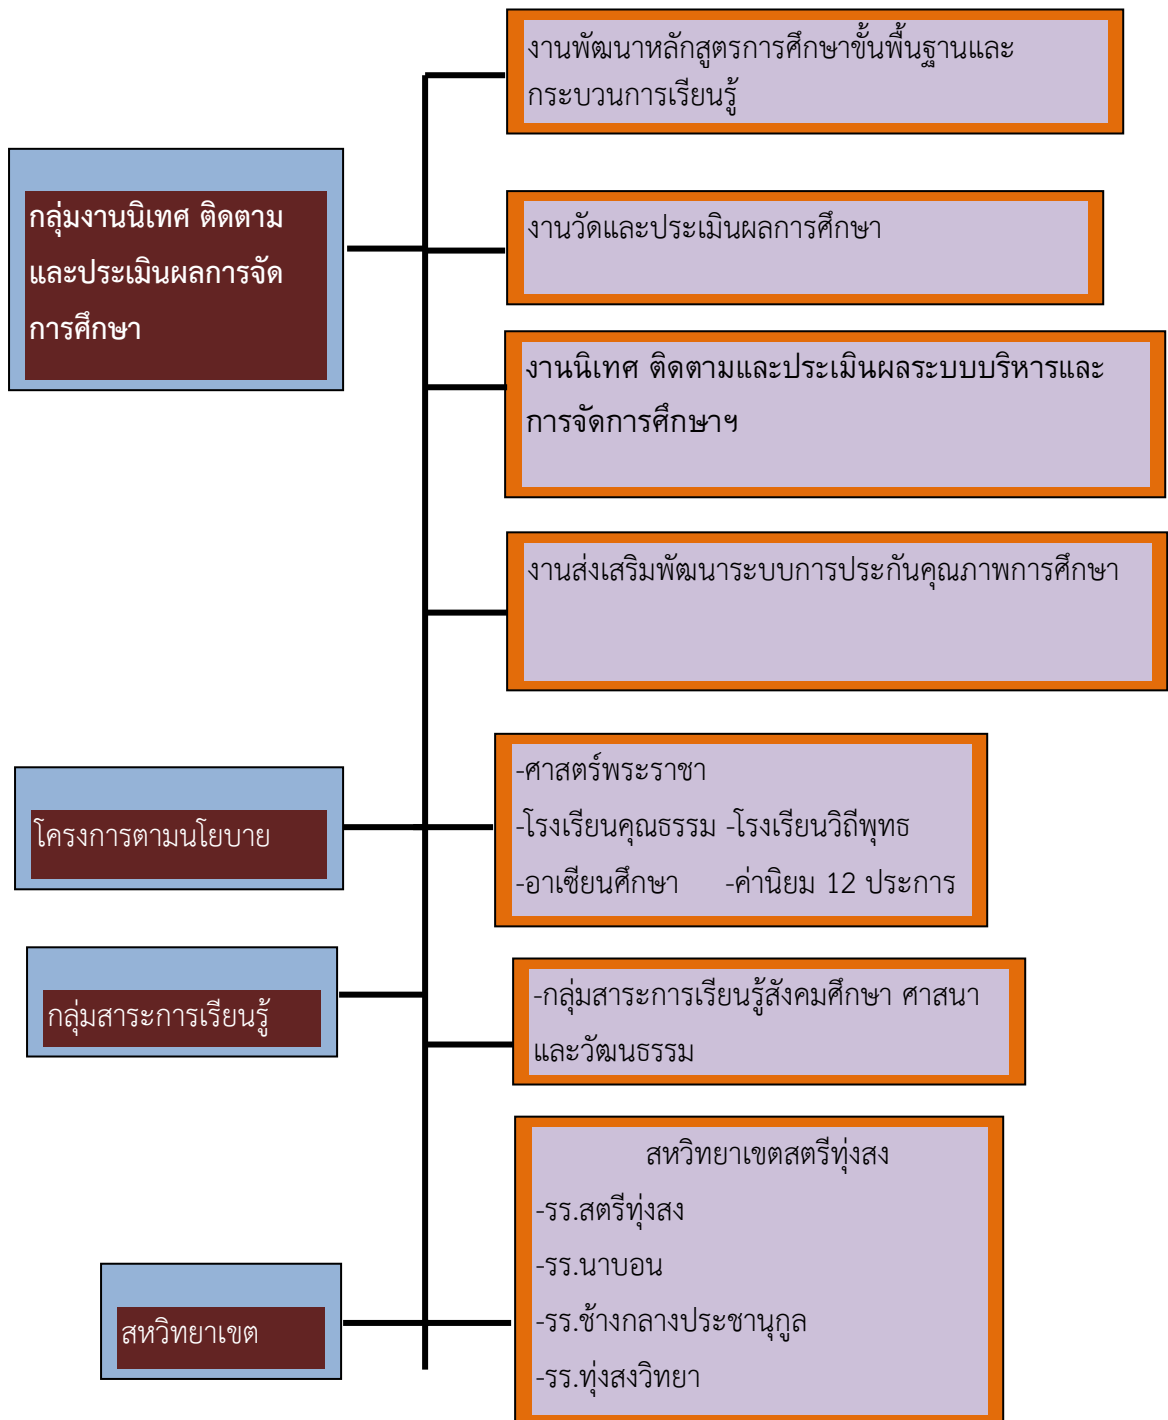 งานพัฒนาหลักสูตรการศึกษาขั้นพื้นฐานและ
กระบวนการเรียนรู้
กลุ่มงานนิเทศ ติดตาม
และประเมินผลการจัด
การศึกษา
งานวัดและประเมินผลการศึกษา
งานนิเทศ ติดตามและประเมินผลระบบบริหารและ
การจัดการศึกษาฯ
งานส่งเสริมพัฒนาระบบการประกันคุณภาพการศึกษา
โครงการตามนโยบาย
-ศาสตร์พระราชา
-โรงเรียนคุณธรรม -โรงเรียนวิถีพุทธ
-อาเซียนศึกษา -ค่านิยม 12 ประการ
กลุ่มสาระการเรียนรู้
-กลุ่มสาระการเรียนรู้สังคมศึกษา ศาสนา
และวัฒนธรรม
สหวิทยาเขต
สหวิทยาเขตสตรีทุ่งสง
-รร.สตรีทุ่งสง
-รร.นาบอน
-รร.ช้างกลางประชานุกูล
-รร.ทุ่งสงวิทยา